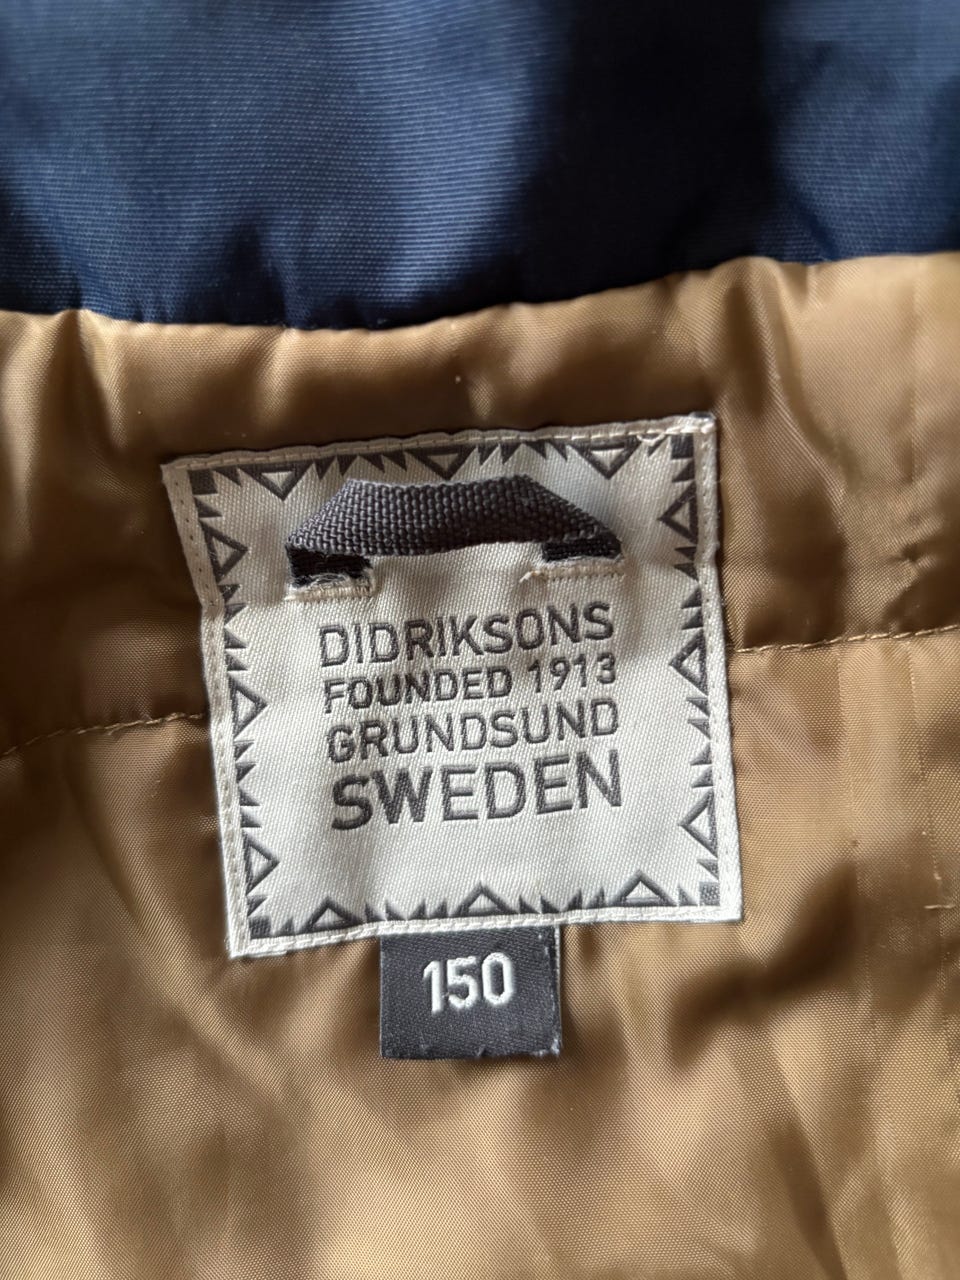 DIDRIKSONS
FOUNDED 1913
GRUNDSUND
SWEDEN
150